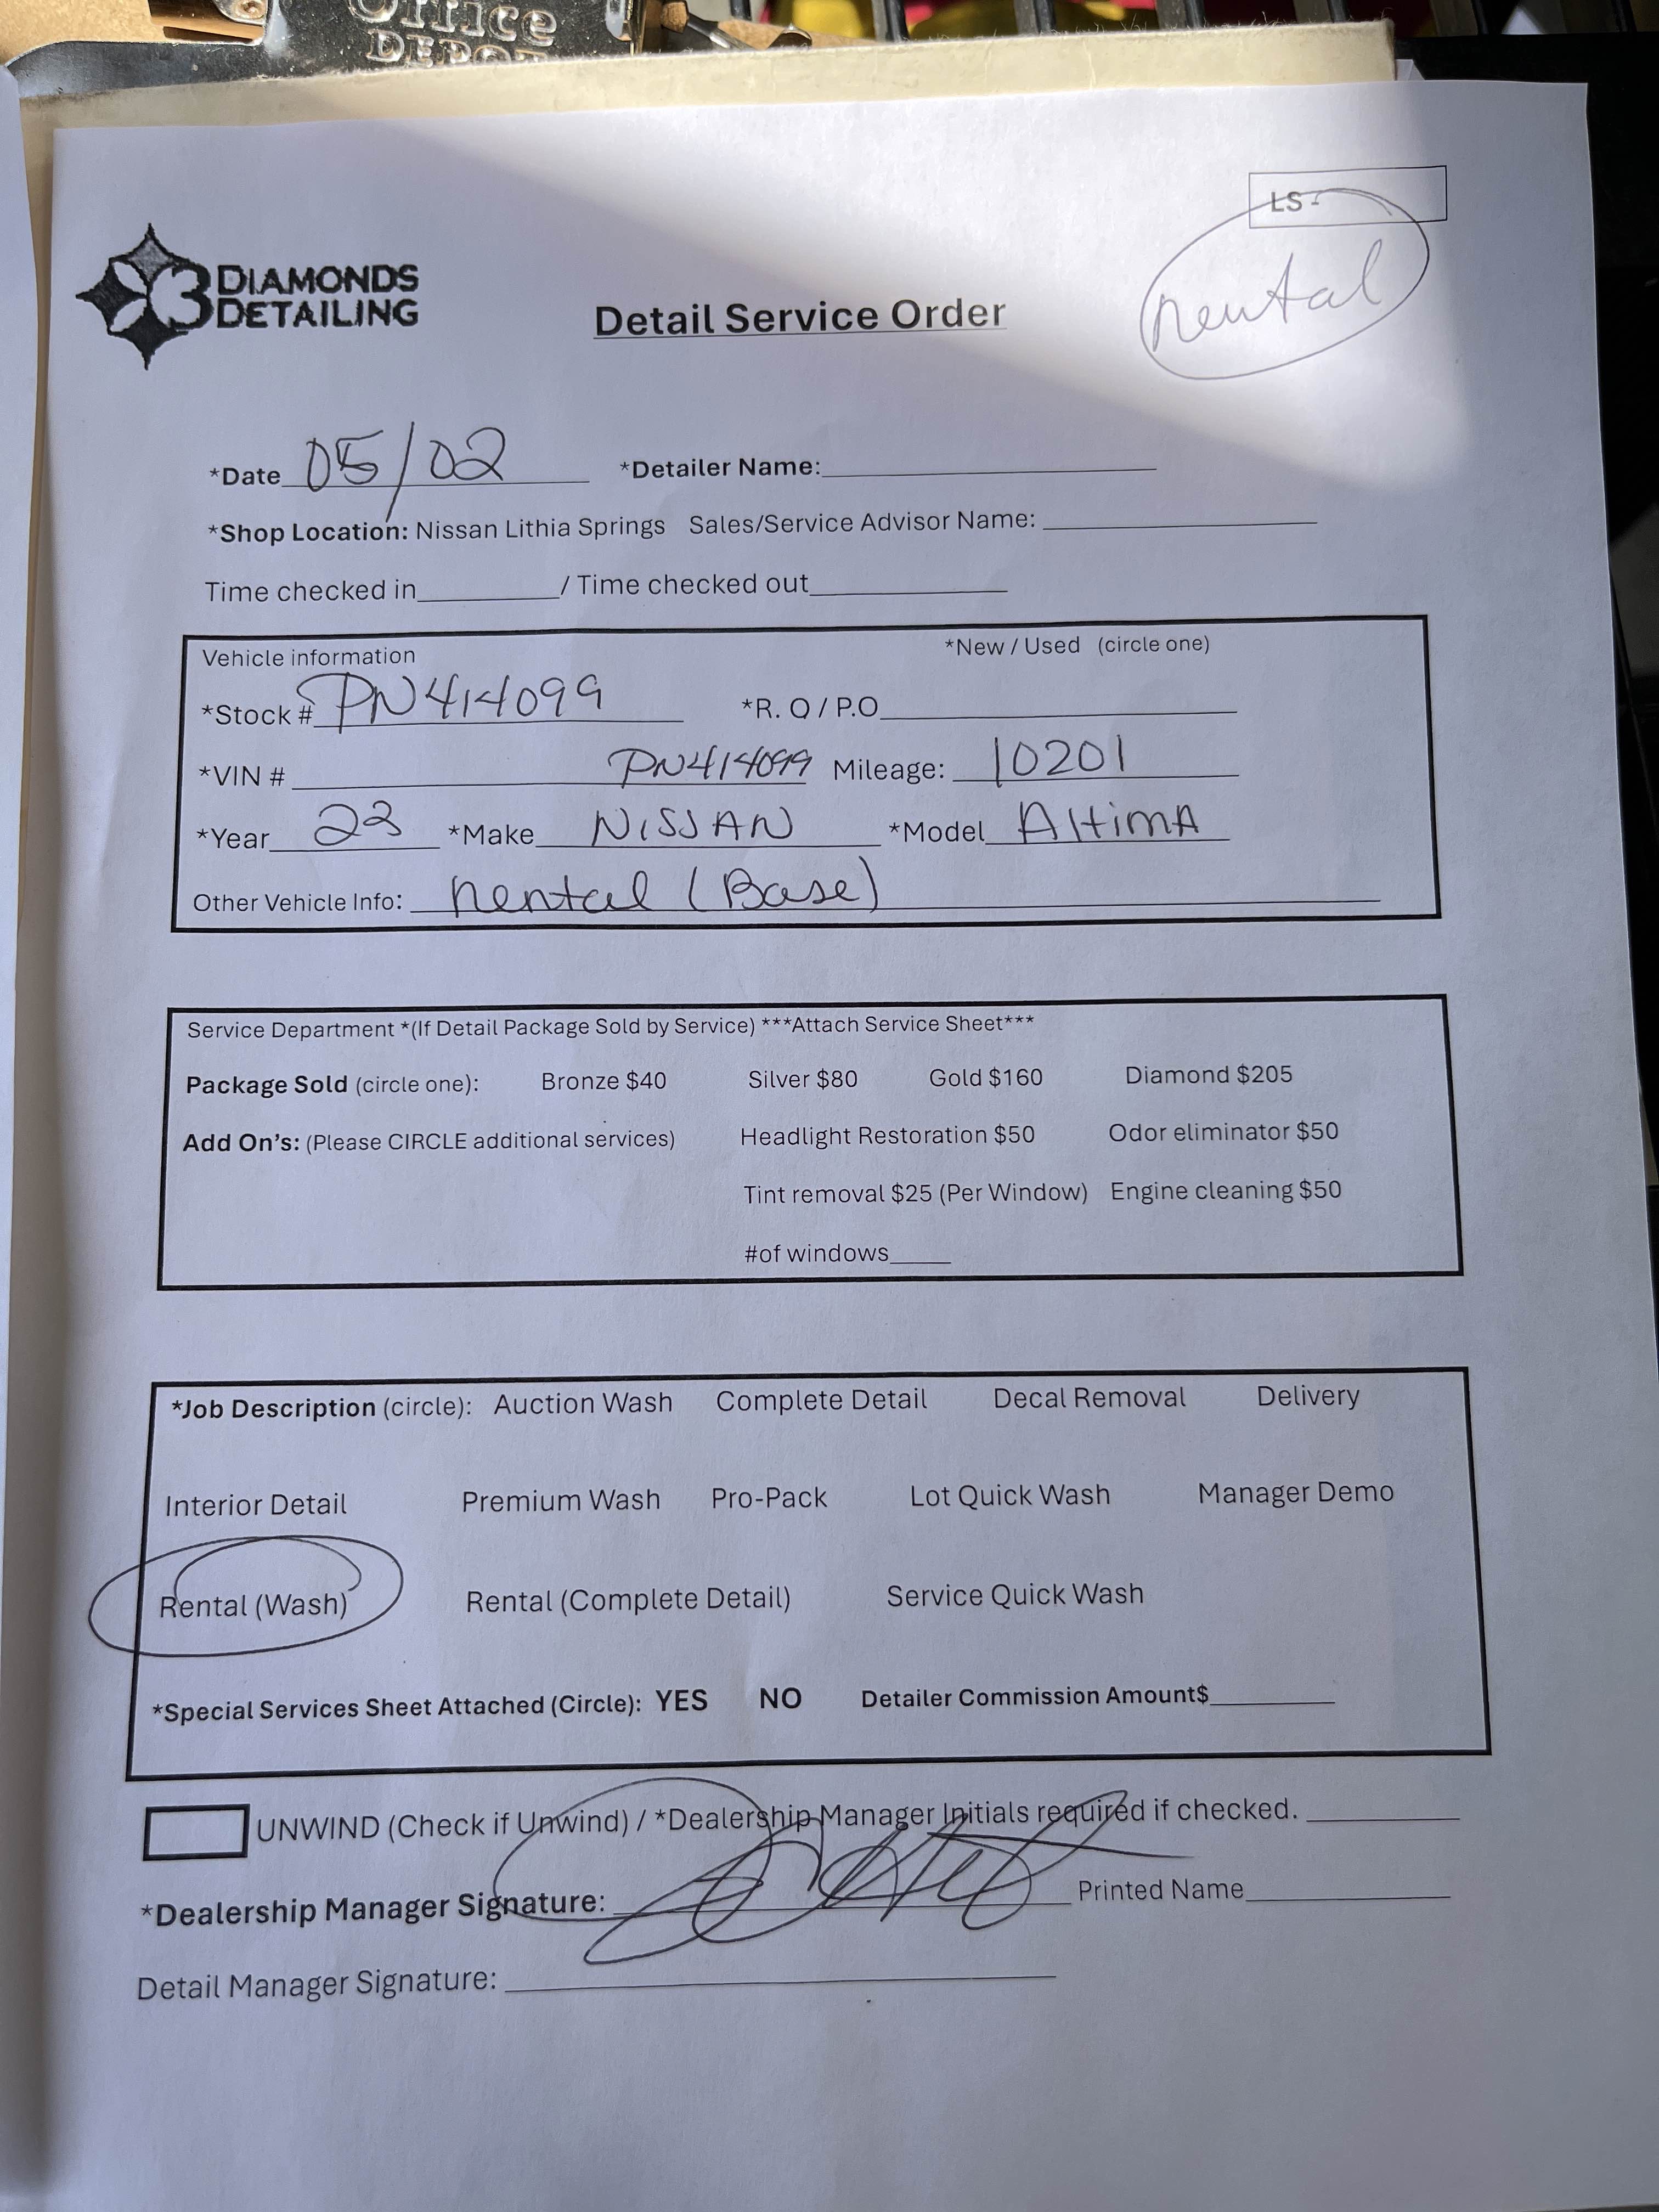 Office
DEPOT
LS -
rental
3 DIAMONDS
DETAILING
Detail Service Order
*Date 05/02 *Detailer Name:
*Shop Location: Nissan Lithia Springs Sales/Service Advisor Name:
Time checked in / Time checked out
Vehicle information *New / Used (circle one)
*Stock # PN414099 *R. O / P.O
*VIN # PN414099 Mileage: 10201
*Year 23 *Make NISSAN *Model AltimA
Other Vehicle Info: rental (Base)
Service Department *(If Detail Package Sold by Service) ***Attach Service Sheet***
Package Sold (circle one): Bronze $40 Silver $80 Gold $160 Diamond $205
Add On's: (Please CIRCLE additional services) Headlight Restoration $50 Odor eliminator $50
Tint removal $25 (Per Window) Engine cleaning $50
#of windows
*Job Description (circle): Auction Wash Complete Detail Decal Removal Delivery
Interior Detail Premium Wash Pro-Pack Lot Quick Wash Manager Demo
Rental (Wash) Rental (Complete Detail) Service Quick Wash
*Special Services Sheet Attached (Circle): YES NO Detailer Commission Amount$
UNWIND (Check if Unwind) / *Dealership Manager Initials required if checked.
*Dealership Manager Signature: Printed Name
Detail Manager Signature: